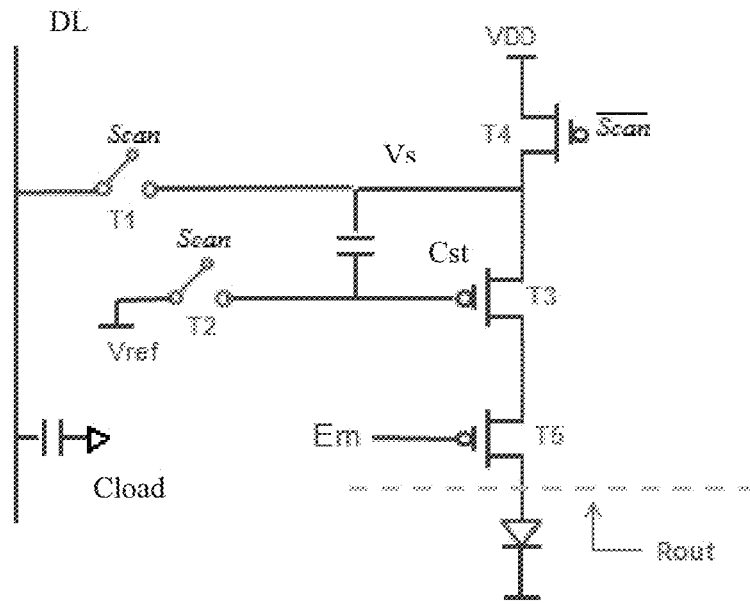 DL
VDD
Scan
T4
Scan
Vs
T1
Scan
Cst
T3
T2
Vref
Em
T5
Cload
Rout